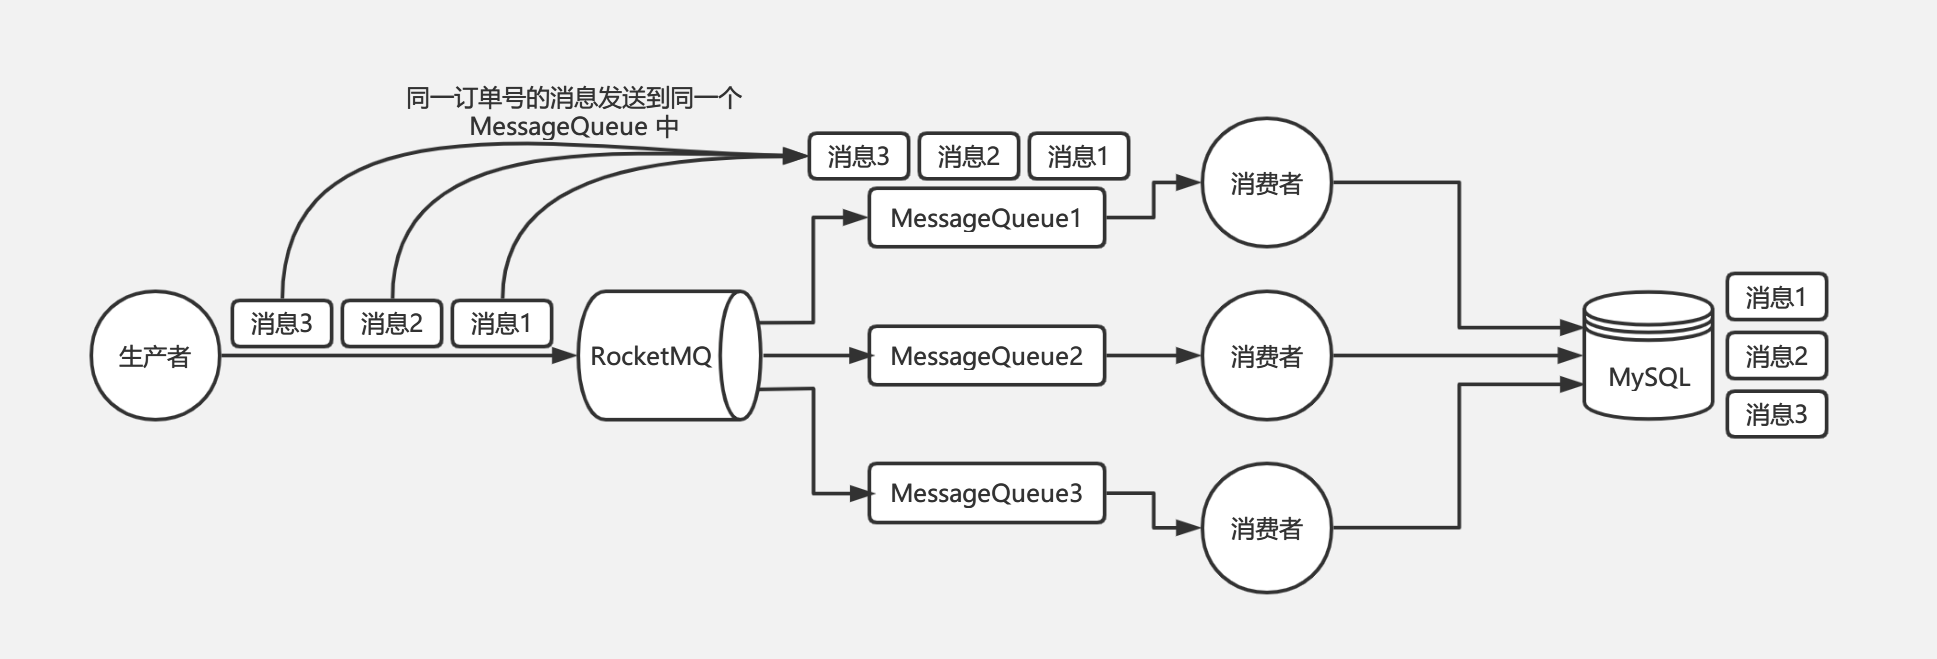 同一订单号的消息发送到同一个
MessageQueue 中
消息3
消息2
消息1
消费者
MessageQueue1
生产者
消息3
消息2
消息1
RocketMQ
MessageQueue2
消费者
MySQL
消息1
消息2
消息3
MessageQueue3
消费者